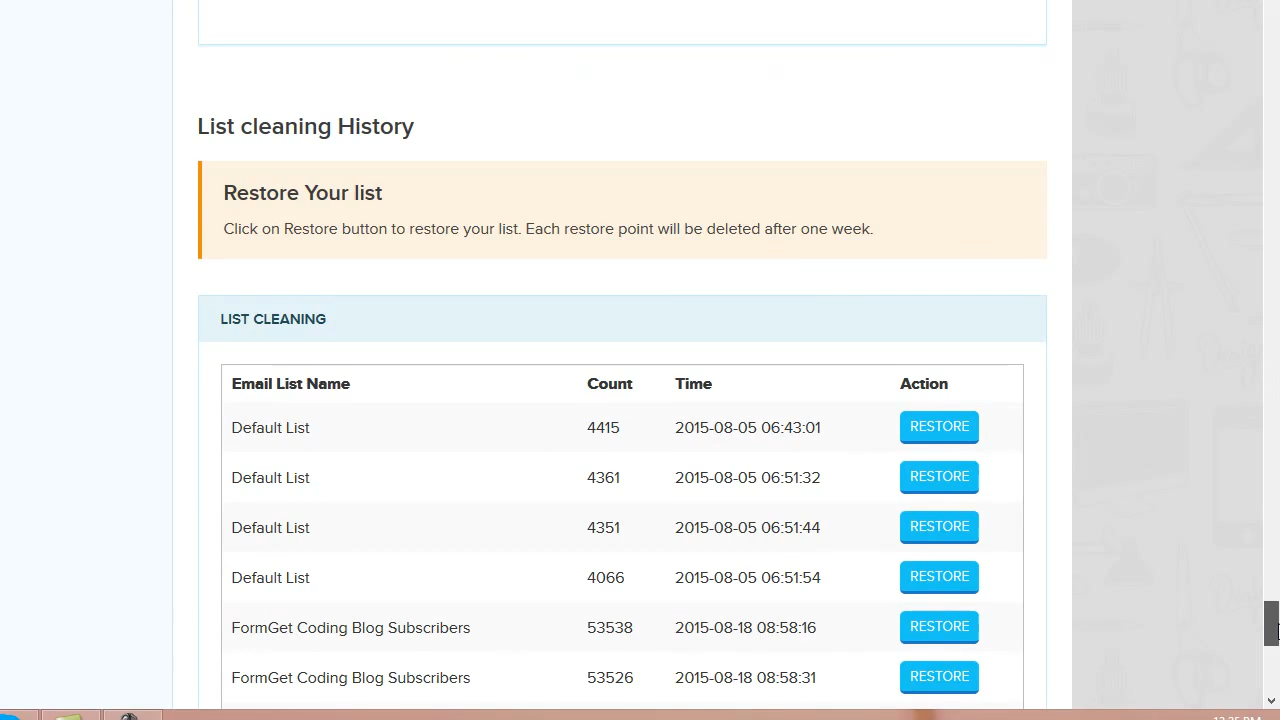 List cleaning History
Restore Your list
Click on Restore button to restore your list. Each restore point will be deleted after one week.
LIST CLEANING
Email List Name Count Time Action
Default List 4415 2015-08-05 06:43:01 RESTORE
Default List 4361 2015-08-05 06:51:32 RESTORE
Default List 4351 2015-08-05 06:51:44 RESTORE
Default List 4066 2015-08-05 06:51:54 RESTORE
FormGet Coding Blog Subscribers 53538 2015-08-18 08:58:16 RESTORE
FormGet Coding Blog Subscribers 53526 2015-08-18 08:58:31 RESTORE